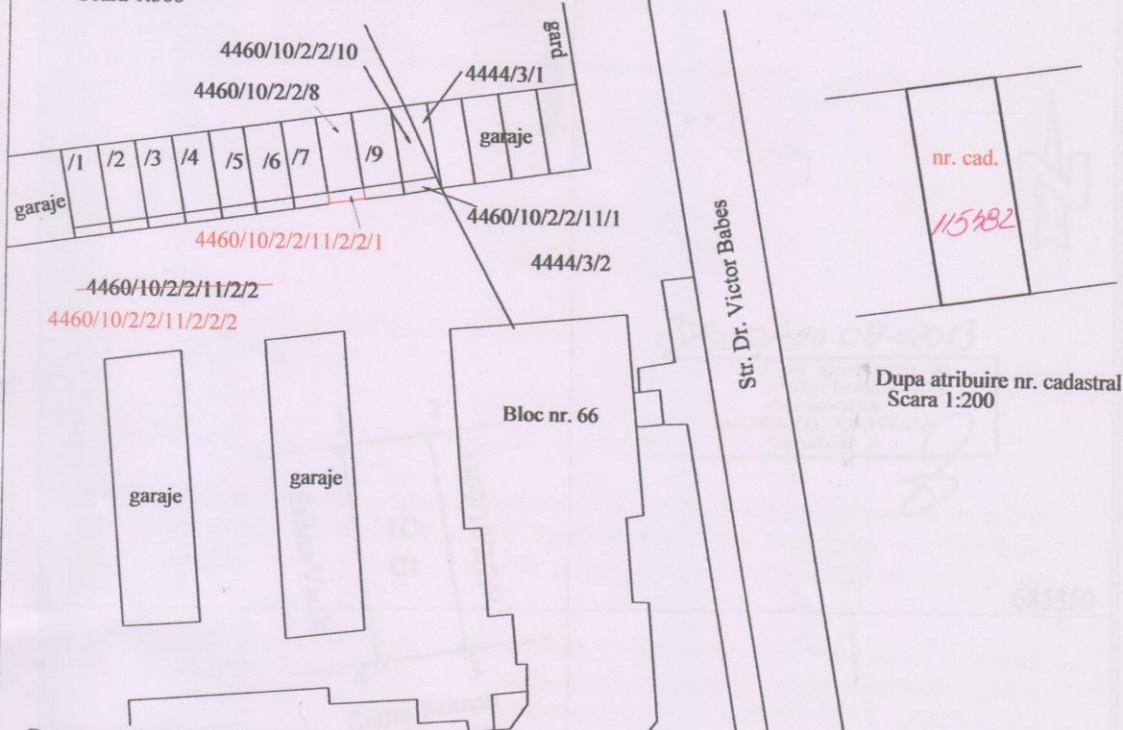 4460/10/2/2/10
gard
4444/3/1
4460/10/2/2/8
garaje
/1 /2 /3 /4 /5 /6 /7 /9
garaje
nr. cad.
115482
4460/10/2/2/11/1
4460/10/2/2/11/2/2/1
4444/3/2
4460/10/2/2/11/2/2
4460/10/2/2/11/2/2/2
Str. Dr. Victor Babes
Dupa atribuire nr. cadastral
Scara 1:200
Bloc nr. 66
garaje
garaje
685350